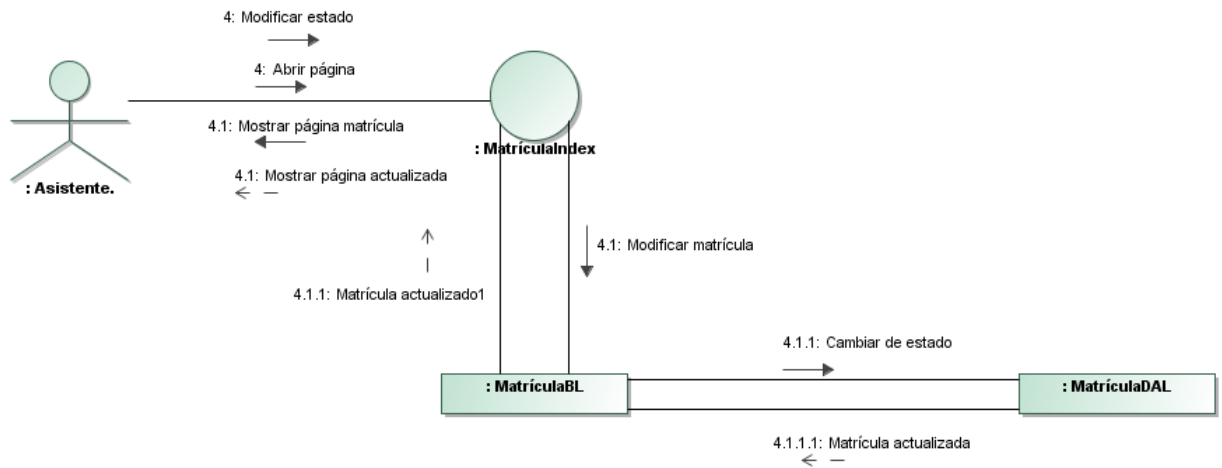 4: Modificar estado
4: Abrir página
4.1: Mostrar página matrícula
: MatrículaIndex
4.1: Mostrar página actualizada
: Asistente.
4.1: Modificar matrícula
4.1.1: Matrícula actualizado1
4.1.1: Cambiar de estado
: MatrículaBL
: MatrículaDAL
4.1.1.1: Matrícula actualizada